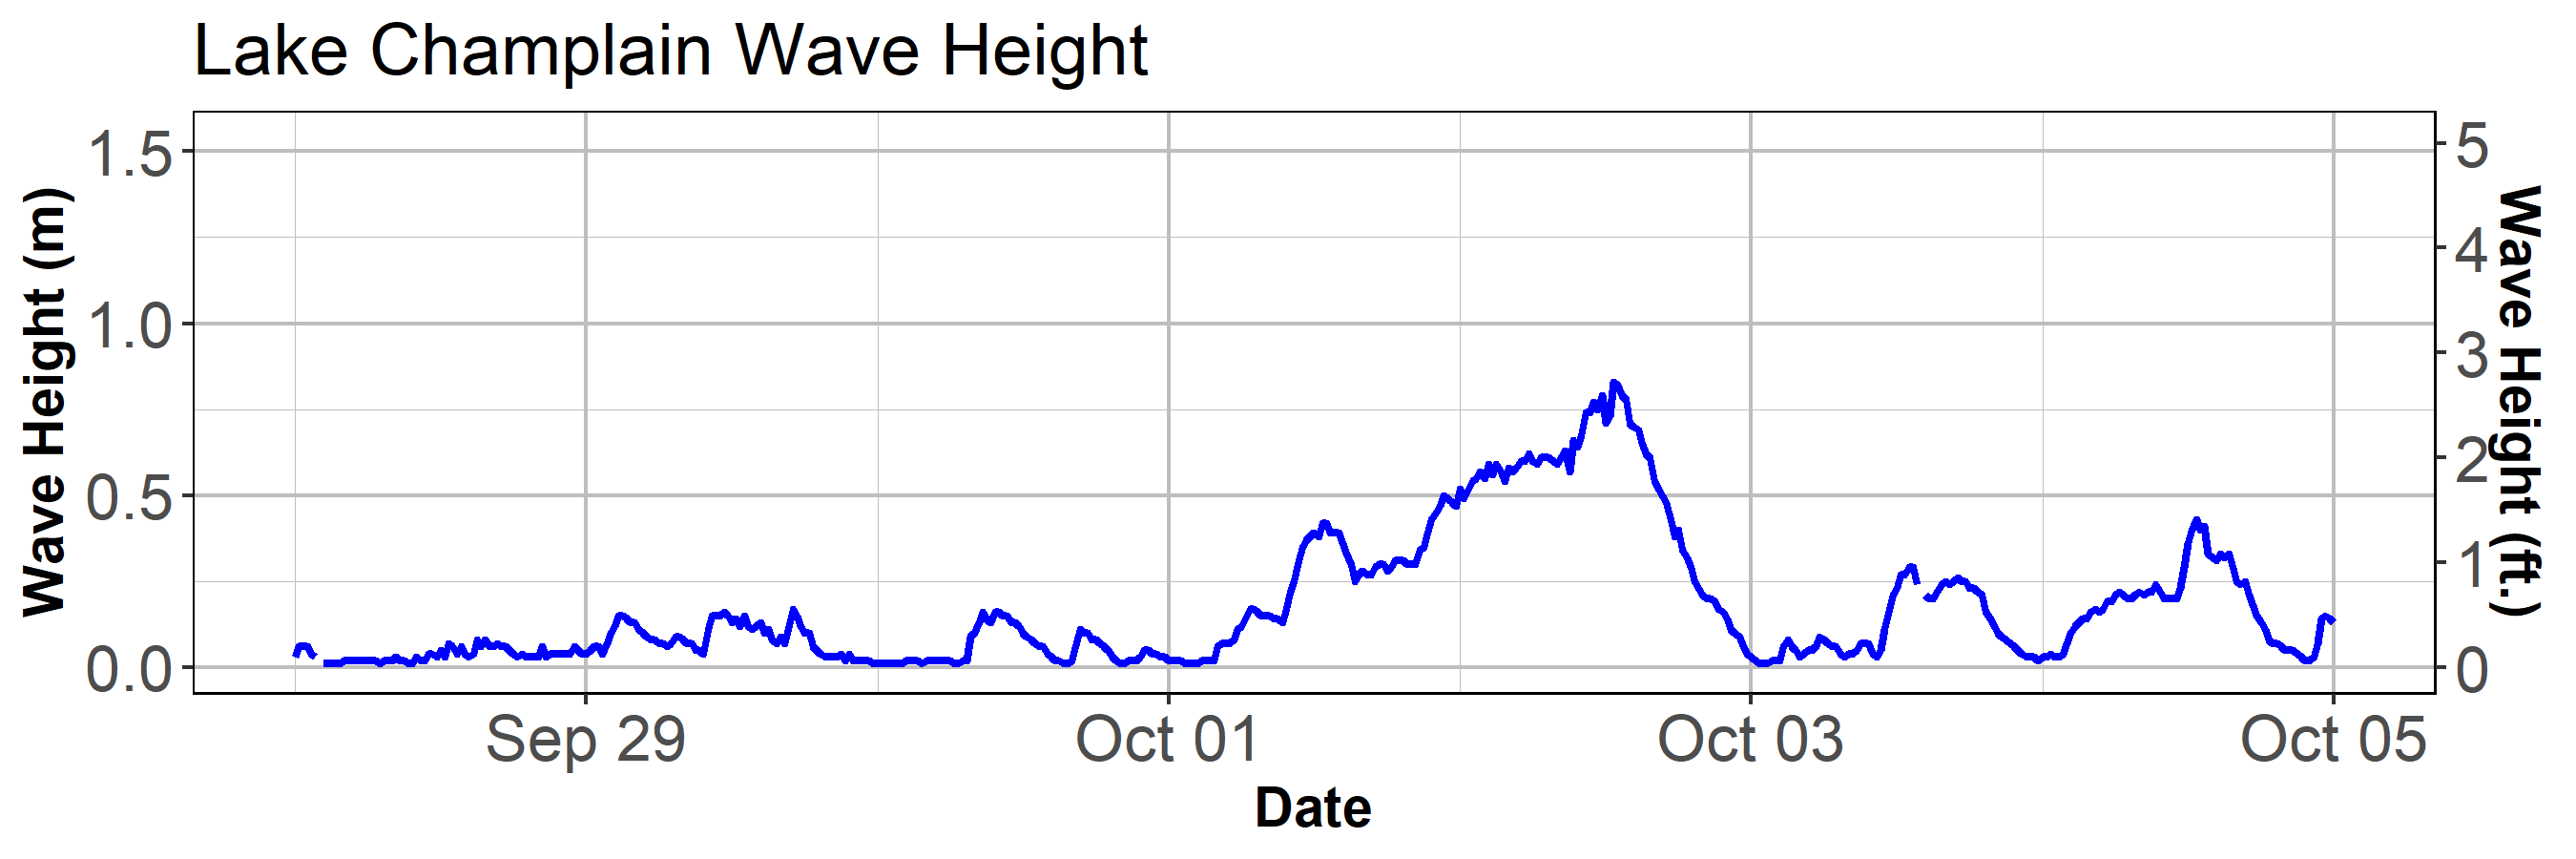 Lake Champlain Wave Height
Wave Height (m)
1.5
1.0
0.5
0.0
5
4
3
2
1
0
Wave Height (ft.)
Sep 29
Oct 01
Oct 03
Oct 05
Date